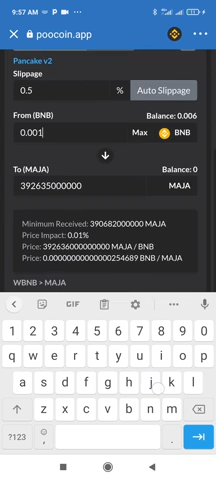 9:57 AM
poocoin.app
Pancake v2
Slippage
0.5 % Auto Slippage
From (BNB) Balance: 0.006
0.001 Max BNB
To (MAJA) Balance: 0
392635000000 MAJA
Minimum Received: 390682000000 MAJA
Price Impact: 0.01%
Price: 392636000000000 MAJA / BNB
Price: 0.0000000000000254689 BNB / MAJA
WBNB > MAJA
GIF
1 2 3 4 5 6 7 8 9 0
q w e r t y u i o p
a s d f g h j k l
z x c v b n m
?123 , .